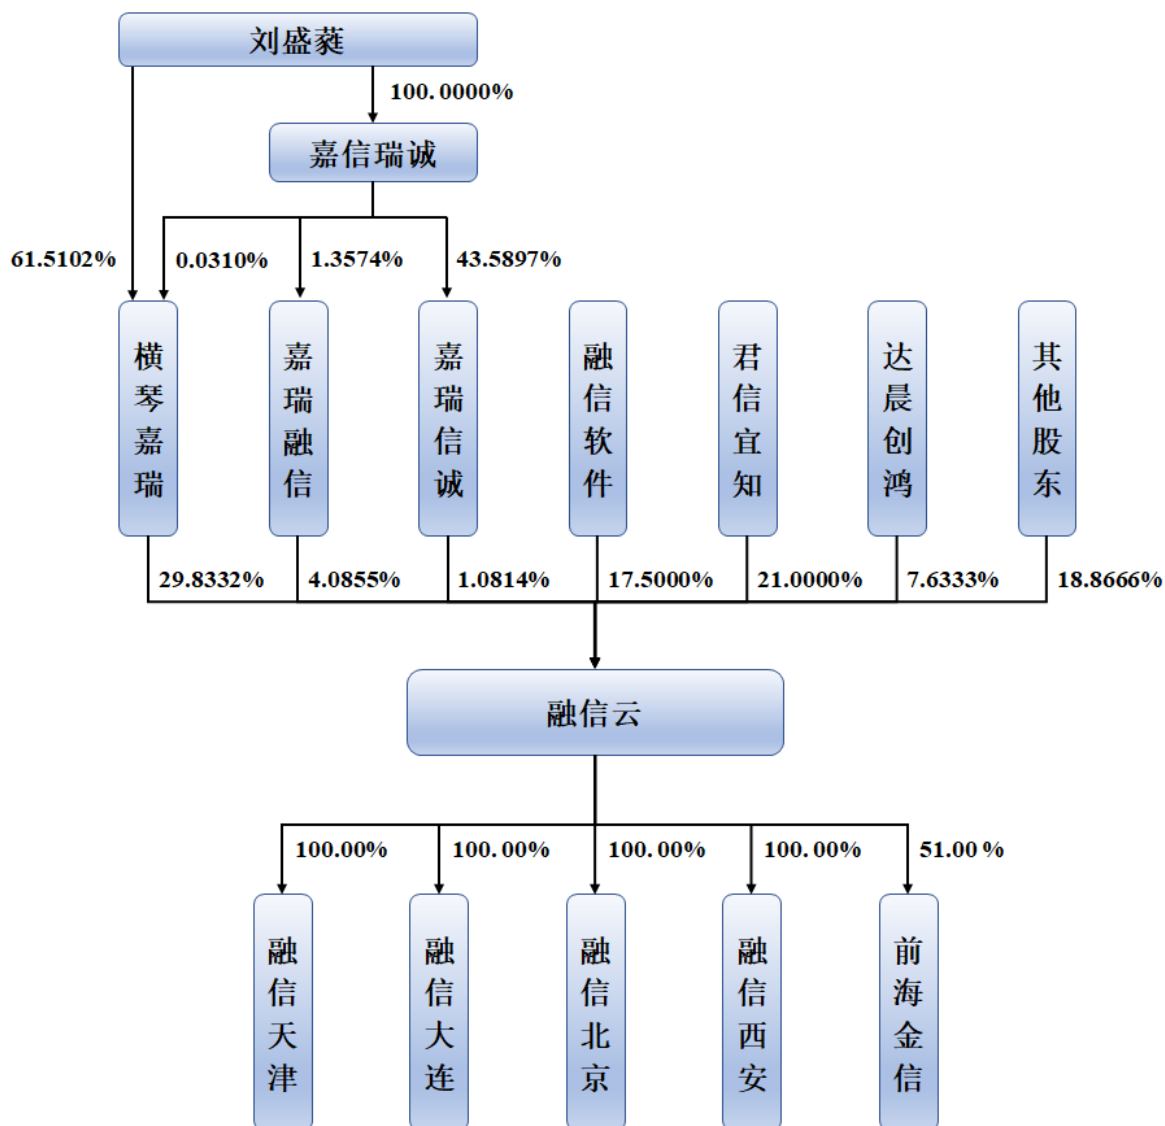 刘盛蕤
100.0000%
嘉信瑞诚
61.5102%
0.0310%
1.3574%
43.5897%
横琴嘉瑞
嘉瑞融信
嘉瑞信诚
融信软件
君信宜知
达晨创鸿
其他股东
29.8332%
4.0855%
1.0814%
17.5000%
21.0000%
7.6333%
18.8666%
融信云
100.00%
100.00%
100.00%
100.00%
51.00%
融信天津
融信大连
融信北京
融信西安
前海金信